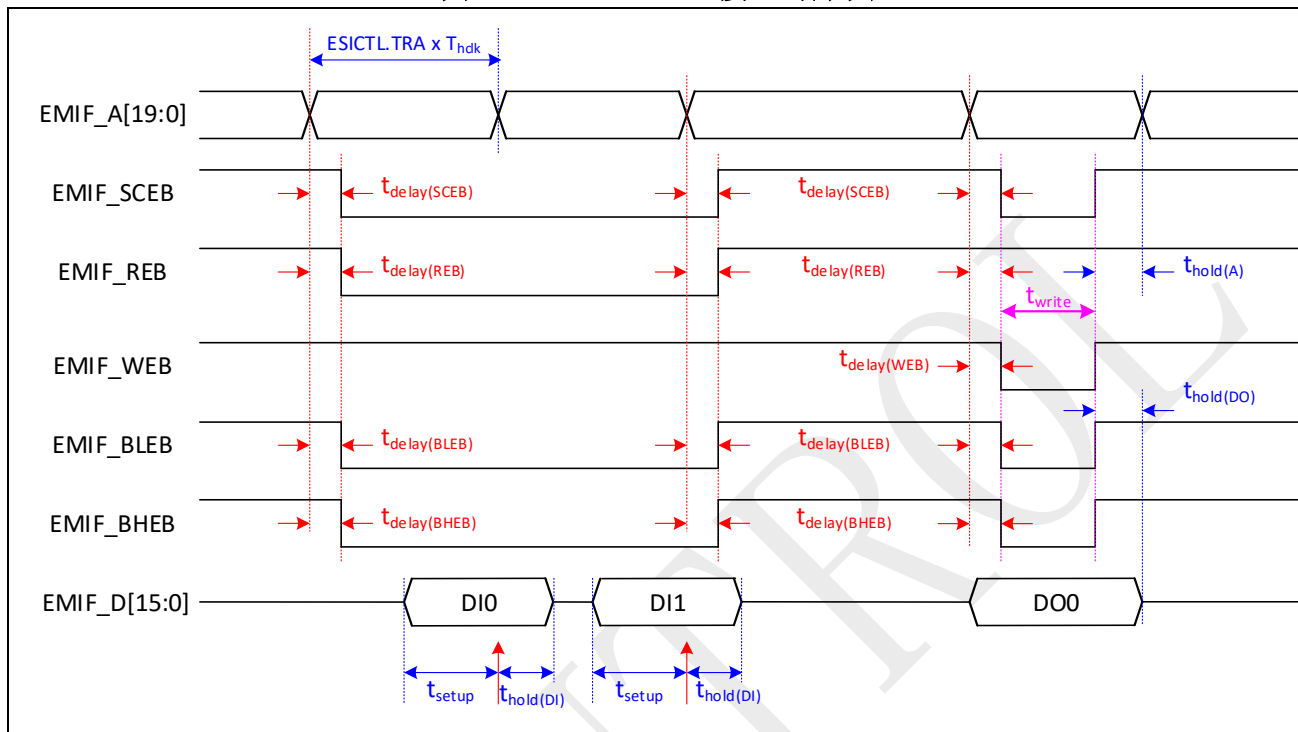 ESICTL.TRA x Thdk
EMIF_A[19:0]
EMIF_SCEB
tdelay(SCEB)
tdelay(SCEB)
EMIF_REB
tdelay(REB)
tdelay(REB)
thold(A)
twrite
EMIF_WEB
tdelay(WEB)
thold(DO)
EMIF_BLEB
tdelay(BLEB)
tdelay(BLEB)
EMIF_BHEB
tdelay(BHEB)
tdelay(BHEB)
EMIF_D[15:0]
DI0
DI1
DO0
tsetup
thold(DI)
tsetup
thold(DI)